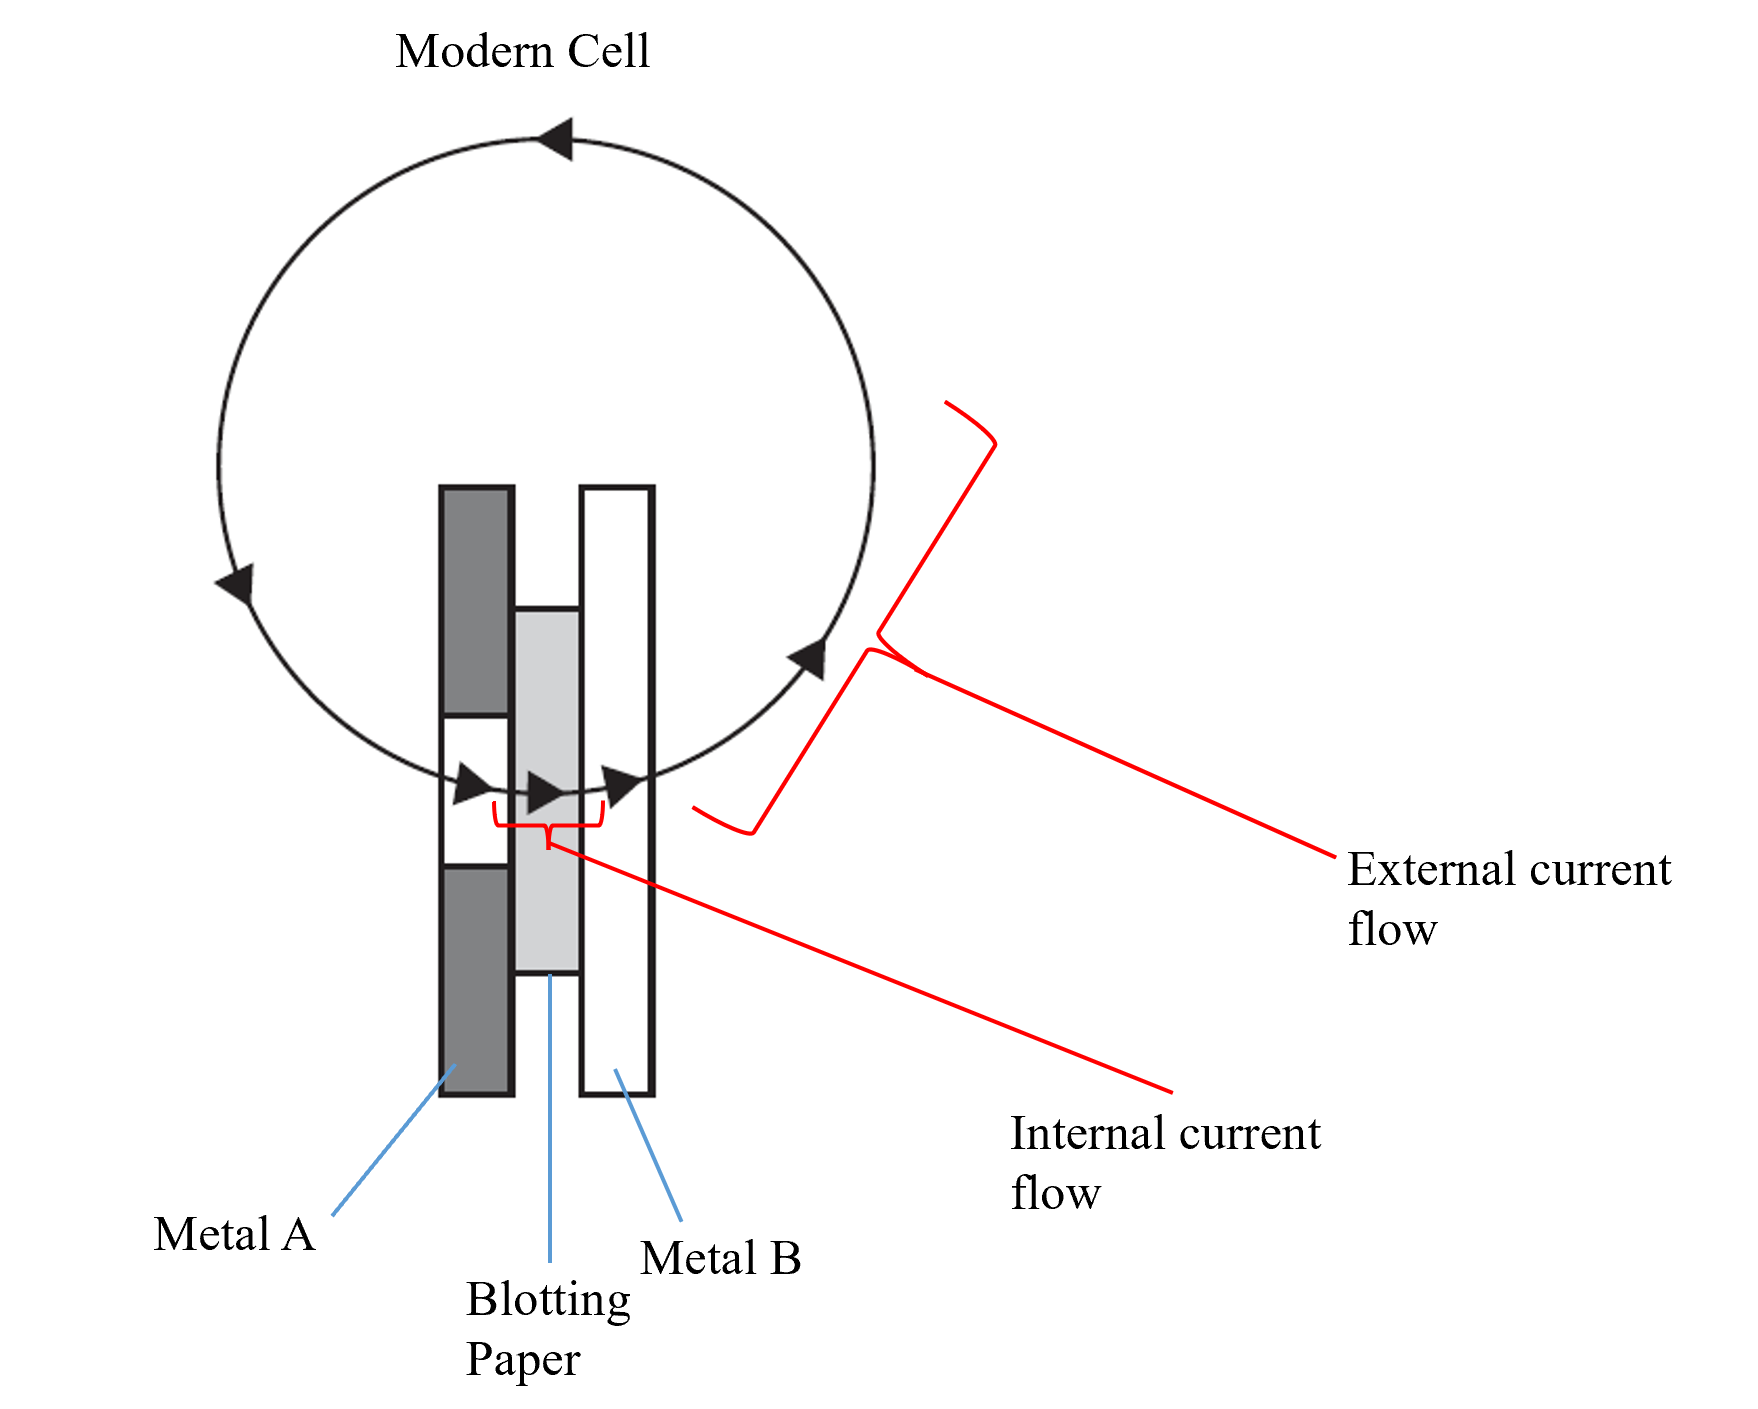 Modern Cell
External current
flow
Internal current
flow
Metal A
Metal B
Blotting
Paper